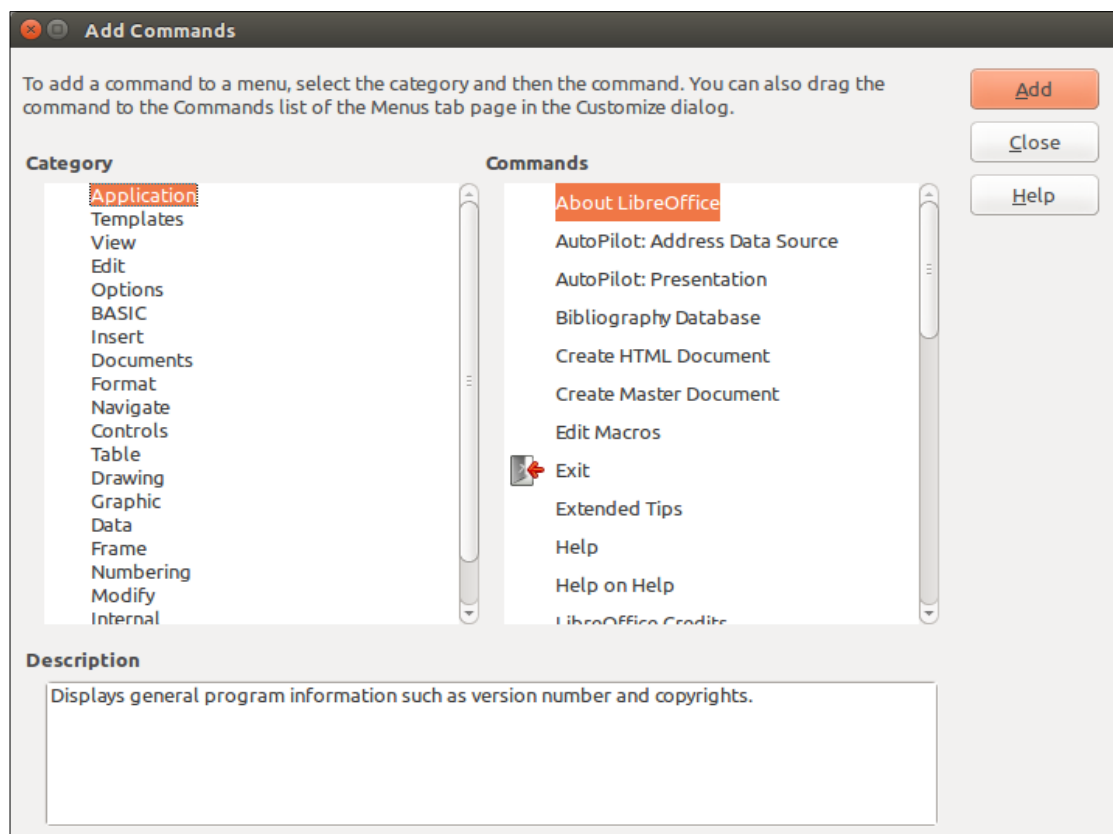 Add Commands
To add a command to a menu, select the category and then the command. You can also drag the
command to the Commands list of the Menus tab page in the Customize dialog.
Add
Close
Help
Category
Application
Templates
View
Edit
Options
BASIC
Insert
Documents
Format
Navigate
Controls
Table
Drawing
Graphic
Data
Frame
Numbering
Modify
Internal
Commands
About LibreOffice
AutoPilot: Address Data Source
AutoPilot: Presentation
Bibliography Database
Create HTML Document
Create Master Document
Edit Macros
Exit
Extended Tips
Help
Help on Help
LibreOffice Credits
Description
Displays general program information such as version number and copyrights.